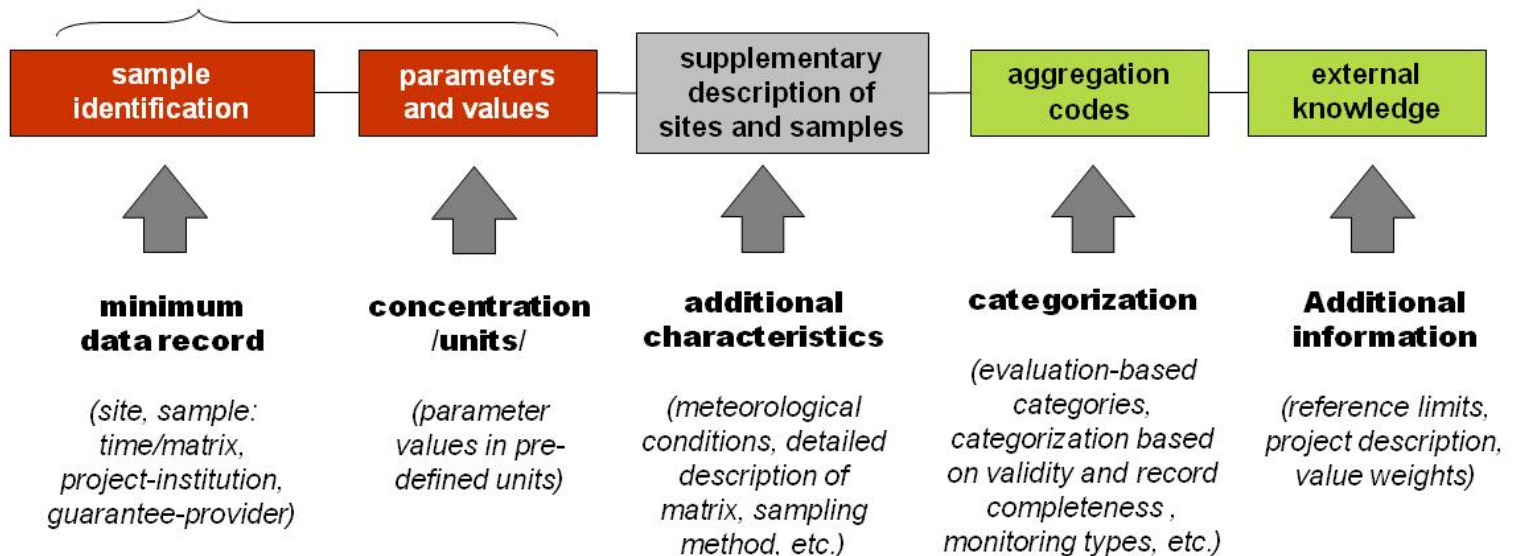 sample
identification
parameters
and values
supplementary
description of
sites and samples
aggregation
codes
external
knowledge
minimum
data record
(site, sample:
time/matrix,
project-institution,
guarantee-provider)
concentration
/units/
(parameter
values in pre-
defined units)
additional
characteristics
(meteorological
conditions, detailed
description of
matrix, sampling
method, etc.)
categorization
(evaluation-based
categories,
categorization based
on validity and record
completeness ,
monitoring types, etc.)
Additional
information
(reference limits,
project description,
value weights)